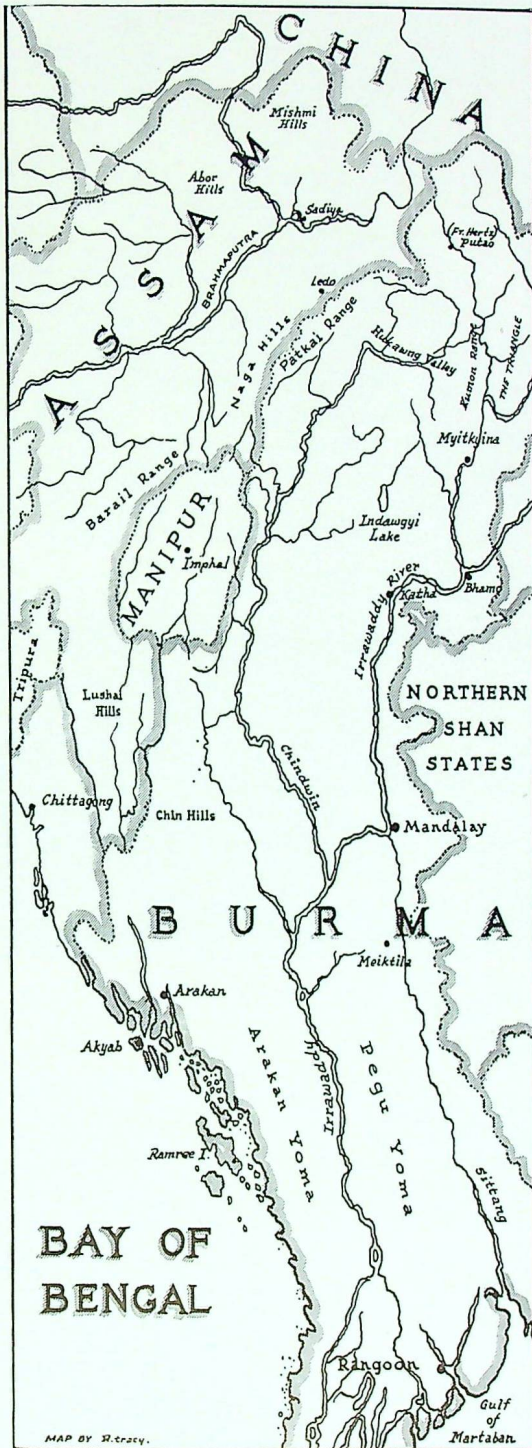 CHINA
Mishmi
Hills
Abor
Hills
ASSAM
Sadiya
BRAHMAPUTRA
(Ft. Hertz)
Putao
Ledo
Naga Hills
Patkai Range
Hukawng Valley
Kumon Range
THE TRIANGLE
Myitkyina
Barail Range
MANIPUR
Imphal
Indawgyi
Lake
Irrawaddy River
Katha
Bhamo
Tripura
Lushai
Hills
NORTHERN
SHAN
STATES
Chittagong
Chin Hills
Chindwin
Mandalay
BURMA
Meiktila
Arakan
Akyab
Arakan Yoma
Irrawaddy
Pegu Yoma
Sittang
Ramree I.
BAY OF
BENGAL
Rangoon
Gulf
of
Martaban
MAP BY R.tracy.